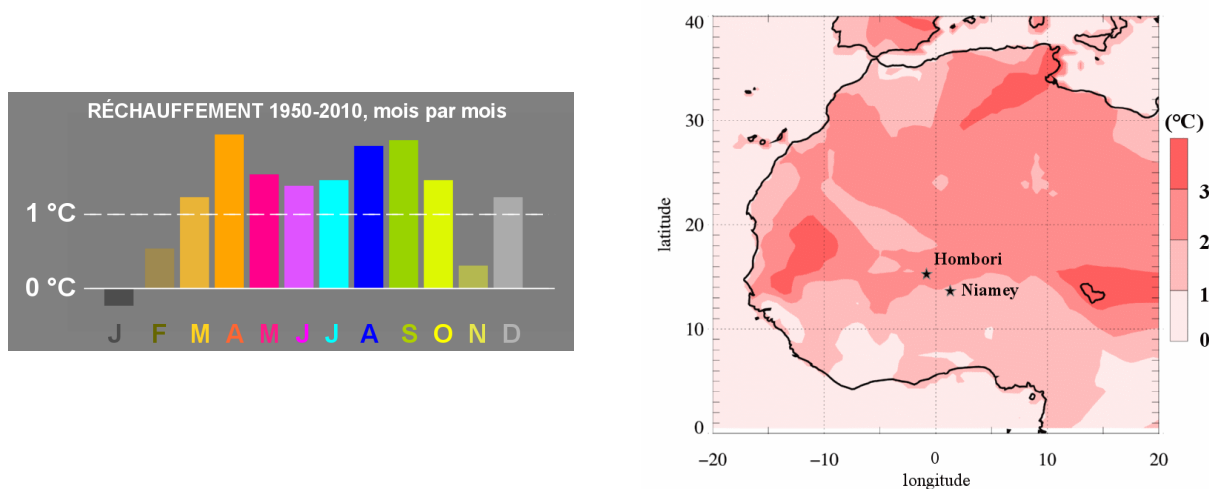 RÉCHAUFFEMENT 1950-2010, mois par mois
1 °C
0 °C
J F M A M J J A S O N D
40
30
20
10
0
latitude
−20 −10 0 10 20
longitude
Hombori
Niamey
(°C)
3
2
1
0